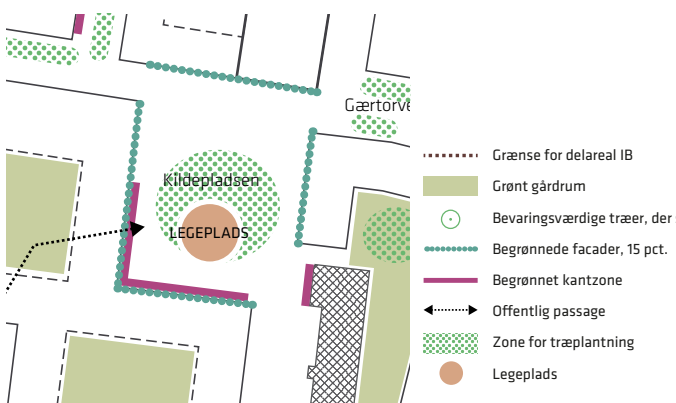 Gærtorve
Kildepladsen
LEGEPLADS
Grænse for delareal IB
Grønt gårdrum
Bevaringsværdige træer, der
Begrønnede facader, 15 pct.
Begrønnet kantzone
Offentlig passage
Zone for træplantning
Legeplads